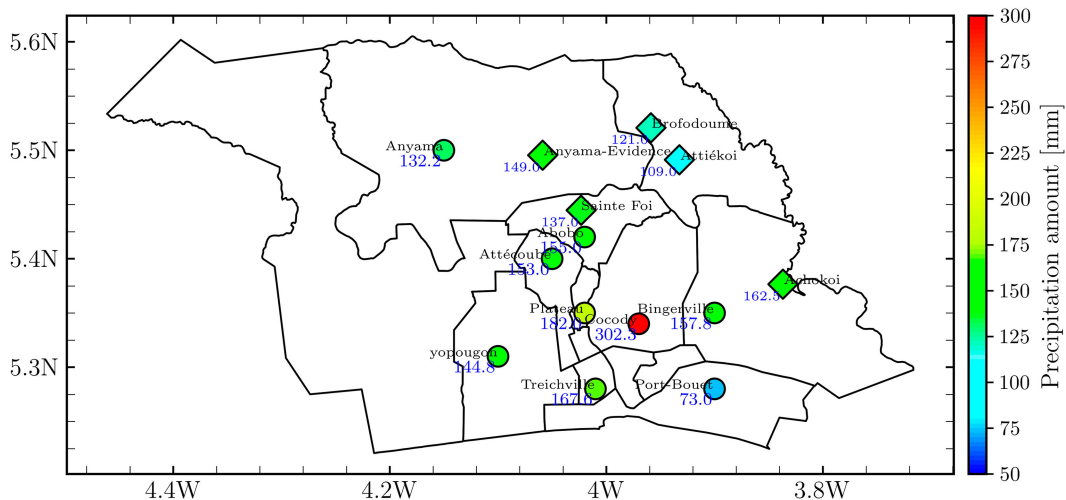 5.6N
5.5N
5.4N
5.3N
4.4W
4.2W
4W
3.8W
Brofodoume
121.0
Anyama
132.2
Anyama-Evidence
149.0
Attiékoi
109.0
Sainte Foi
137.0
Abobo
155.0
Attécoube
153.0
Achokoi
162.5
Plateau
182.0
Cocody
302.3
Bingerville
157.8
yopougon
144.8
Treichville
167.6
Port-Bouet
73.0
300
275
250
225
200
175
150
125
100
75
50
Precipitation amount [mm]